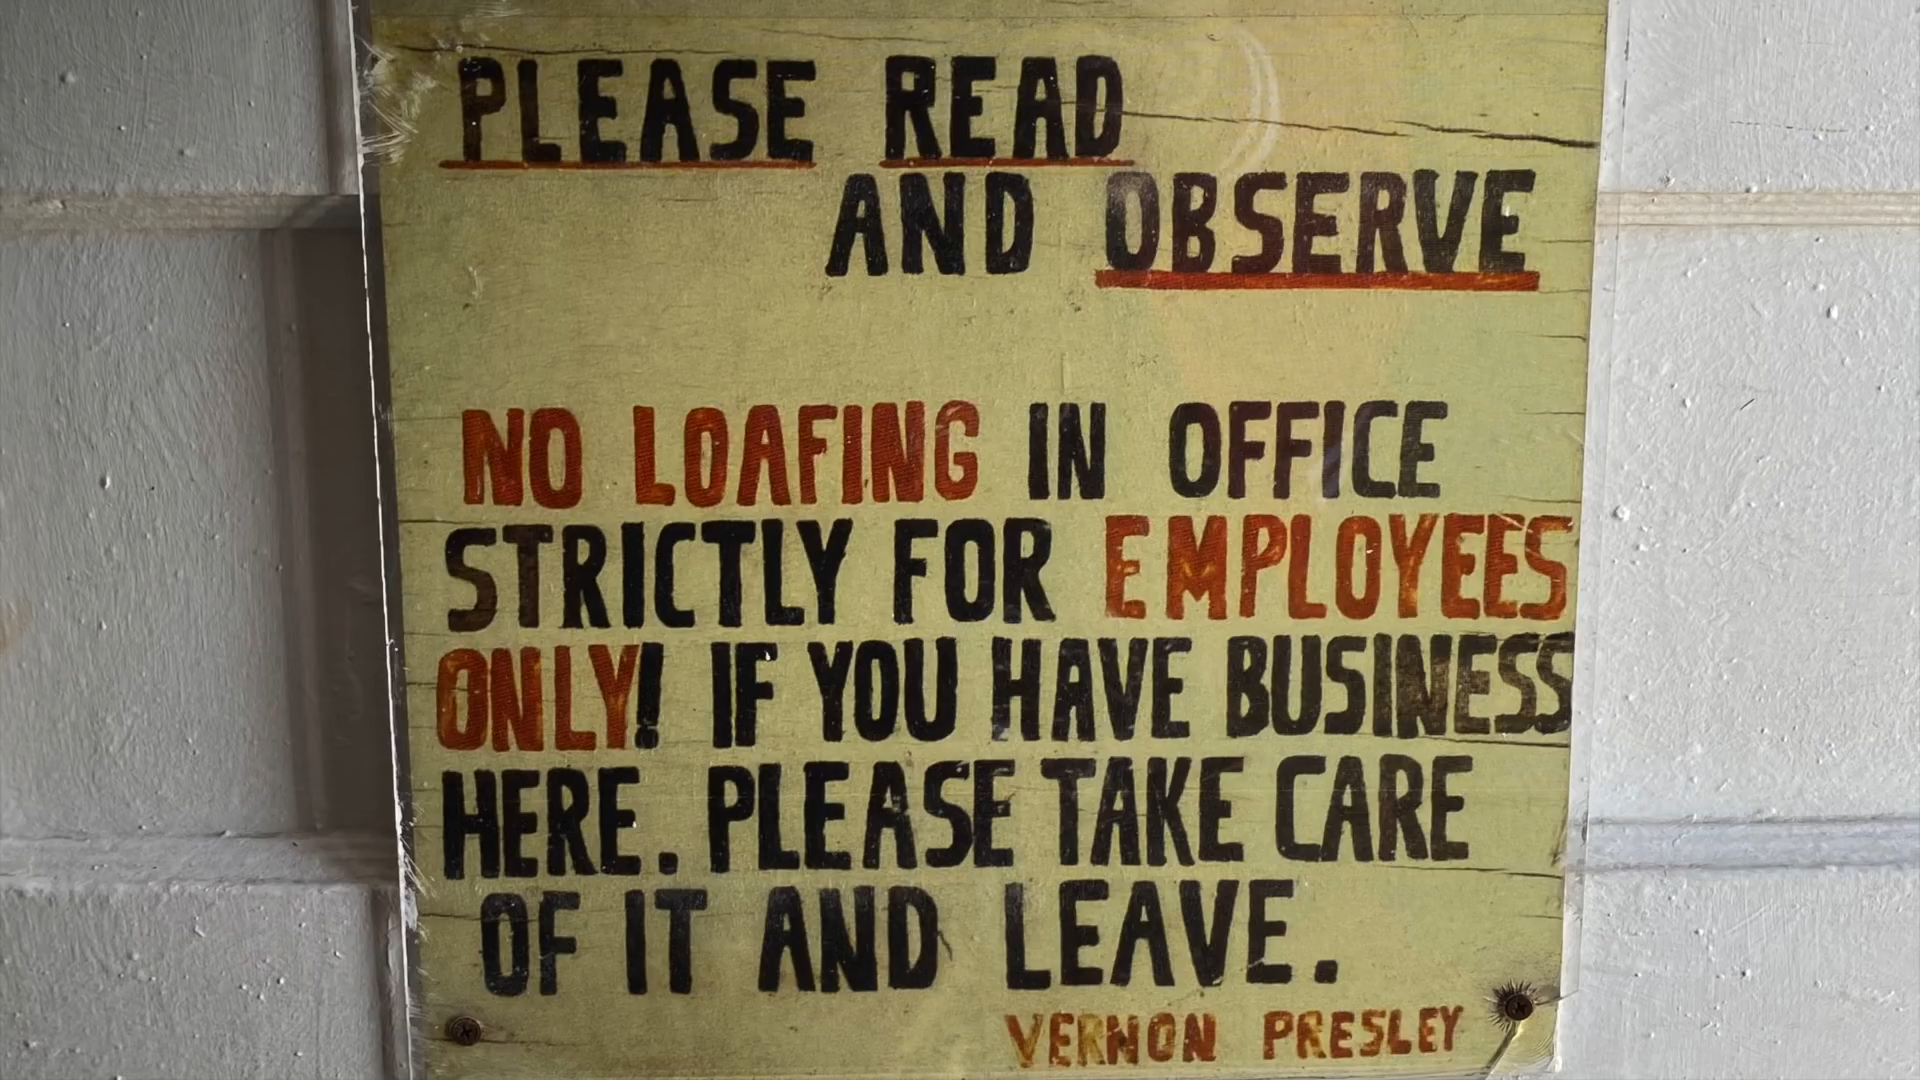 PLEASE READ
AND OBSERVE
NO LOAFING IN OFFICE
STRICTLY FOR EMPLOYEES
ONLY! IF YOU HAVE BUSINESS
HERE. PLEASE TAKE CARE
OF IT AND LEAVE.
VERNON PRESLEY